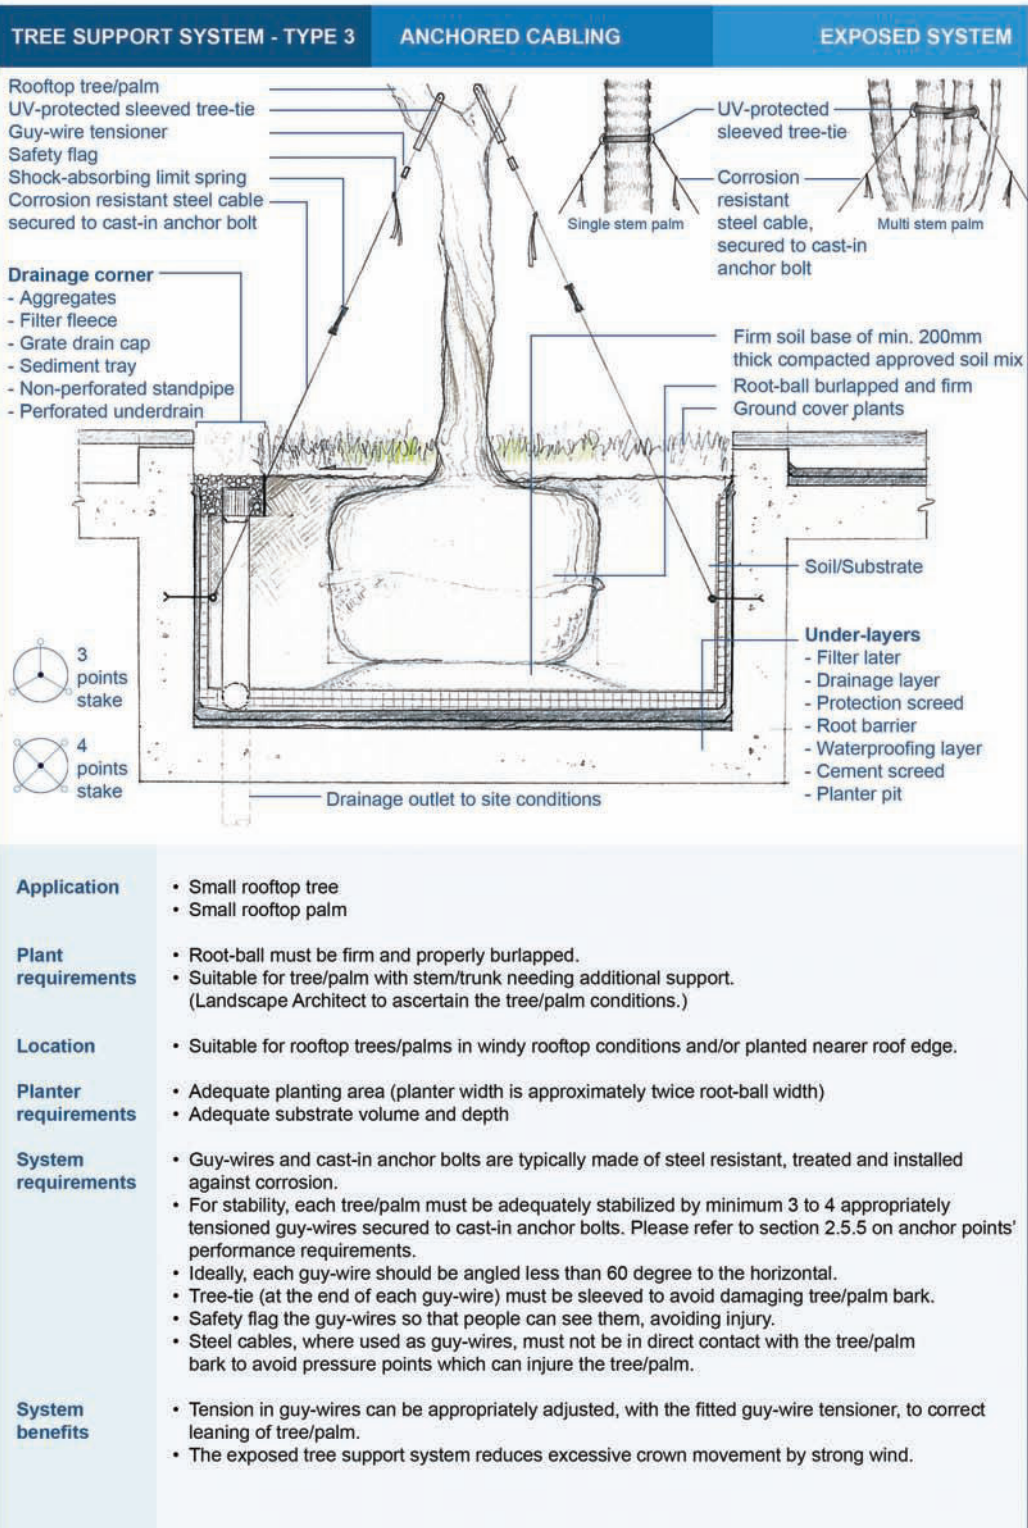 TREE SUPPORT SYSTEM - TYPE 3
ANCHORED CABLING
EXPOSED SYSTEM
Rooftop tree/palm
UV-protected sleeved tree-tie
Guy-wire tensioner
Safety flag
Shock-absorbing limit spring
Corrosion resistant steel cable
secured to cast-in anchor bolt
Drainage corner
- Aggregates
- Filter fleece
- Grate drain cap
- Sediment tray
- Non-perforated standpipe
- Perforated underdrain
UV-protected
sleeved tree-tie
Corrosion
resistant
steel cable,
secured to cast-in
anchor bolt
Single stem palm
Multi stem palm
Firm soil base of min. 200mm
thick compacted approved soil mix
Root-ball burlapped and firm
Ground cover plants
Soil/Substrate
Under-layers
- Filter later
- Drainage layer
- Protection screed
- Root barrier
- Waterproofing layer
- Cement screed
- Planter pit
3
points
stake
4
points
stake
Drainage outlet to site conditions
Application
• Small rooftop tree
• Small rooftop palm
Plant
requirements
• Root-ball must be firm and properly burlapped.
• Suitable for tree/palm with stem/trunk needing additional support.
(Landscape Architect to ascertain the tree/palm conditions.)
Location
• Suitable for rooftop trees/palms in windy rooftop conditions and/or planted nearer roof edge.
Planter
requirements
• Adequate planting area (planter width is approximately twice root-ball width)
• Adequate substrate volume and depth
System
requirements
• Guy-wires and cast-in anchor bolts are typically made of steel resistant, treated and installed
against corrosion.
• For stability, each tree/palm must be adequately stabilized by minimum 3 to 4 appropriately
tensioned guy-wires secured to cast-in anchor bolts. Please refer to section 2.5.5 on anchor points'
performance requirements.
• Ideally, each guy-wire should be angled less than 60 degree to the horizontal.
• Tree-tie (at the end of each guy-wire) must be sleeved to avoid damaging tree/palm bark.
• Safety flag the guy-wires so that people can see them, avoiding injury.
• Steel cables, where used as guy-wires, must not be in direct contact with the tree/palm
bark to avoid pressure points which can injure the tree/palm.
System
benefits
• Tension in guy-wires can be appropriately adjusted, with the fitted guy-wire tensioner, to correct
leaning of tree/palm.
• The exposed tree support system reduces excessive crown movement by strong wind.